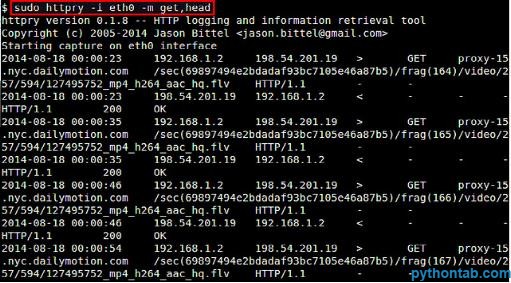 $ sudo httpry -i eth0 -m get,head
httpry version 0.1.8 -- HTTP logging and information retrieval tool
Copyright (c) 2005-2014 Jason Bittel <jason.bittel@gmail.com>
Starting capture on eth0 interface
2014-08-18 00:00:23 192.168.1.2 198.54.201.19 > GET proxy-15
.nyc.dailymotion.com /sec(69897494e2bdadaf93bc7105e46a87b5)/frag(164)/video/2
57/594/127495752_mp4_h264_aac_hq.flv HTTP/1.1 - -
2014-08-18 00:00:23 198.54.201.19 192.168.1.2 < - - -
HTTP/1.1 200 OK
2014-08-18 00:00:35 192.168.1.2 198.54.201.19 > GET proxy-15
.nyc.dailymotion.com /sec(69897494e2bdadaf93bc7105e46a87b5)/frag(165)/video/2
57/594/127495752_mp4_h264_aac_hq.flv HTTP/1.1 - -
2014-08-18 00:00:35 198.54.201.19 192.168.1.2 < - - -
HTTP/1.1 200 OK
2014-08-18 00:00:46 192.168.1.2 198.54.201.19 > GET proxy-15
.nyc.dailymotion.com /sec(69897494e2bdadaf93bc7105e46a87b5)/frag(166)/video/2
57/594/127495752_mp4_h264_aac_hq.flv HTTP/1.1 - -
2014-08-18 00:00:46 198.54.201.19 192.168.1.2 < - - -
HTTP/1.1 200 OK
2014-08-18 00:00:54 192.168.1.2 198.54.201.19 > GET proxy-15
.nyc.dailymotion.com /sec(69897494e2bdadaf93bc7105e46a87b5)/frag(167)/video/2
57/594/127495752_mp4_h264_aac_hq.flv HTTP/1.1 - -
pythontab.com